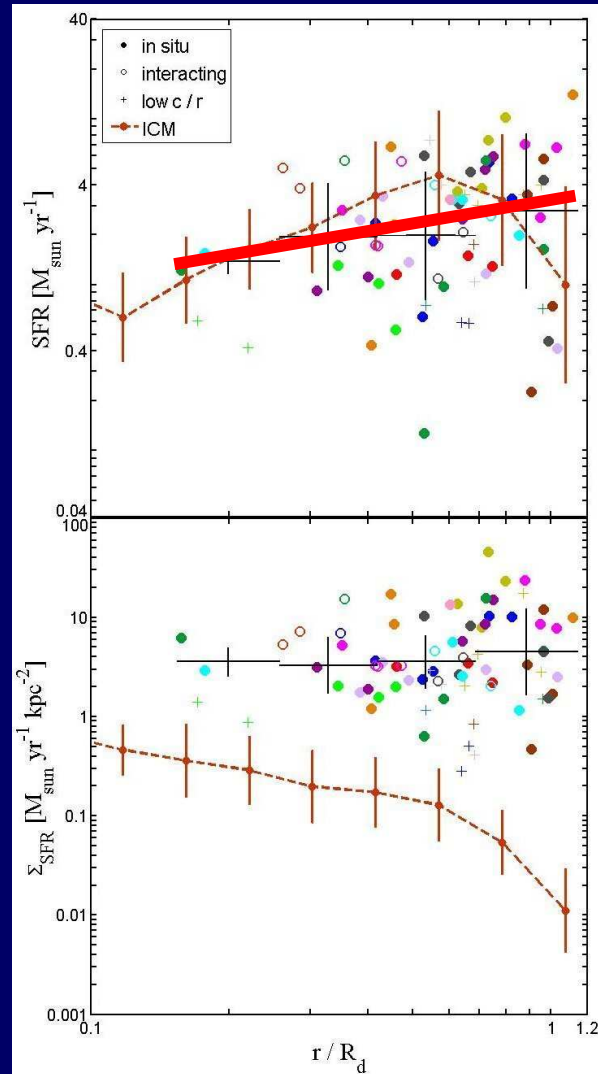 40
in situ
interacting
low c / r
ICM
4
SFR [M_sun yr^-1]
0.4
0.04
100
10
1
Σ_SFR [M_sun yr^-1 kpc^-2]
0.1
0.01
0.001
0.1
1
1.2
r / R_d